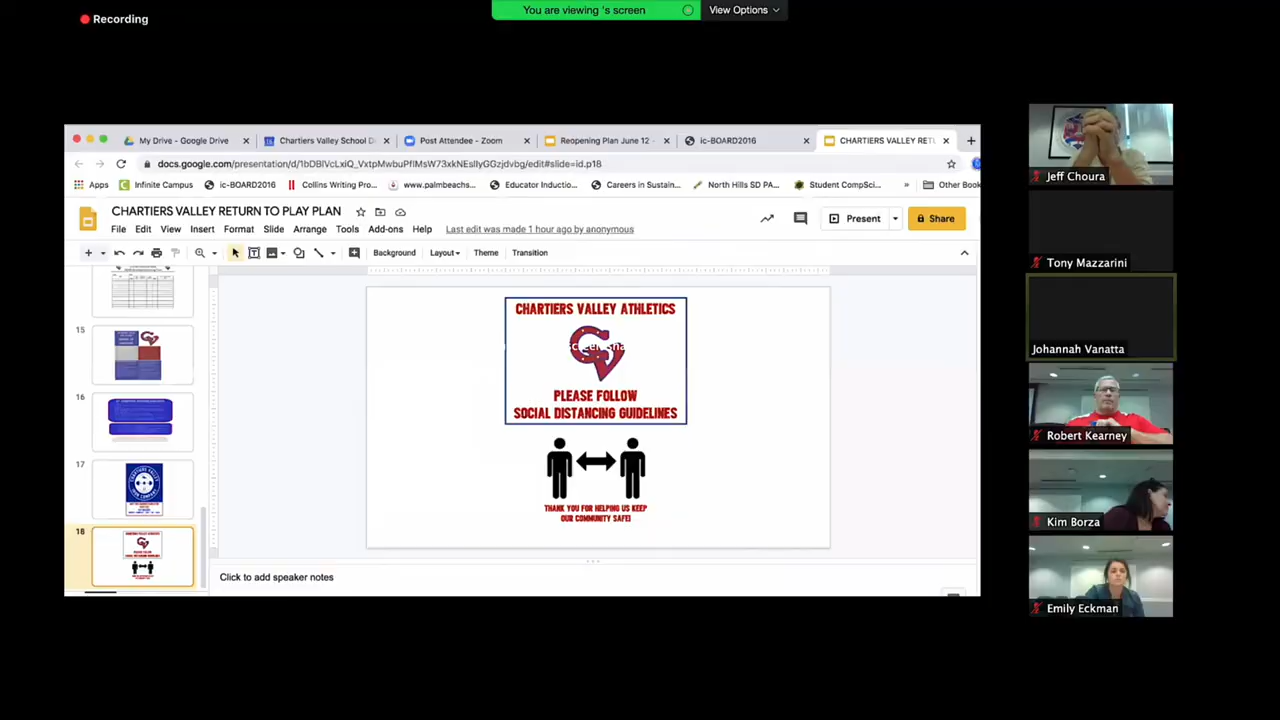 Recording
You are viewing 's screen
View Options
My Drive - Google Drive
Chartiers Valley School D
Post Attendee - Zoom
Reopening Plan June 12 -
ic-BOARD2016
CHARTIERS VALLEY RETU
docs.google.com/presentation/d/
edit#slide=id.p18
Apps
Infinite Campus
ic-BOARD2016
Collins Writing Pro...
www.palmbeachs...
Educator Inductio...
Careers in Sustain...
North Hills SD PA...
Student CompSci...
»
Other Book
CHARTIERS VALLEY RETURN TO PLAY PLAN
Present
Share
File Edit View Insert Format Slide Arrange Tools Add-ons Help
Last edit was made 1 hour ago by anonymous
Background
Layout
Theme
Transition
15
16
17
18
CHARTIERS VALLEY ATHLETICS
CV
PLEASE FOLLOW
SOCIAL DISTANCING GUIDELINES
THANK YOU FOR HELPING US KEEP
OUR COMMUNITY SAFE!
Click to add speaker notes
Jeff Choura
Tony Mazzarini
Johannah Vanatta
Robert Kearney
Kim Borza
Emily Eckman